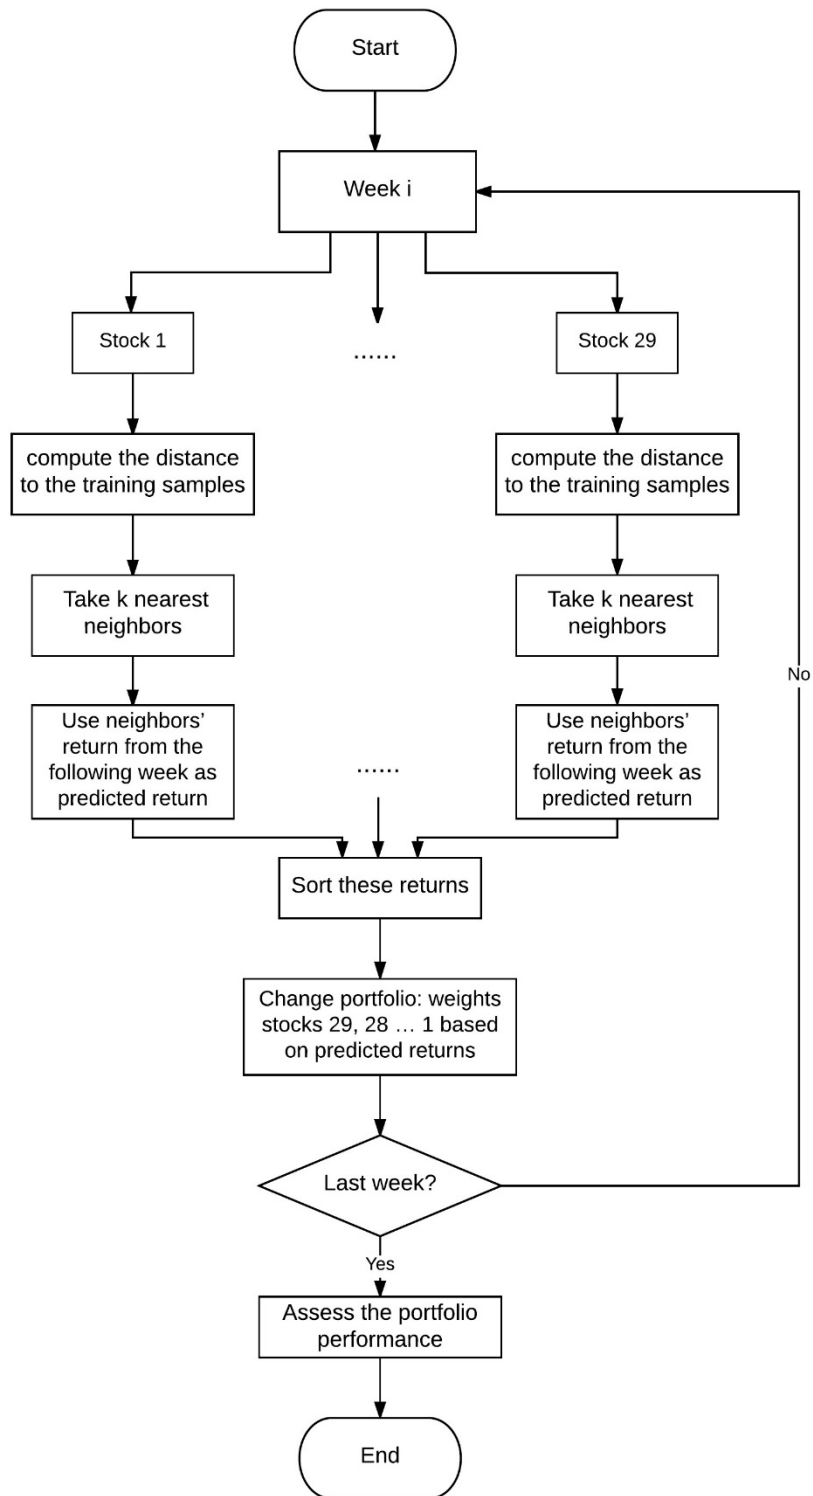 Start
Week i
Stock 1
......
Stock 29
compute the distance
to the training samples
compute the distance
to the training samples
Take k nearest
neighbors
Take k nearest
neighbors
No
Use neighbors’
return from the
following week as
predicted return
......
Use neighbors’
return from the
following week as
predicted return
Sort these returns
Change portfolio: weights
stocks 29, 28 … 1 based
on predicted returns
Last week?
Yes
Assess the portfolio
performance
End